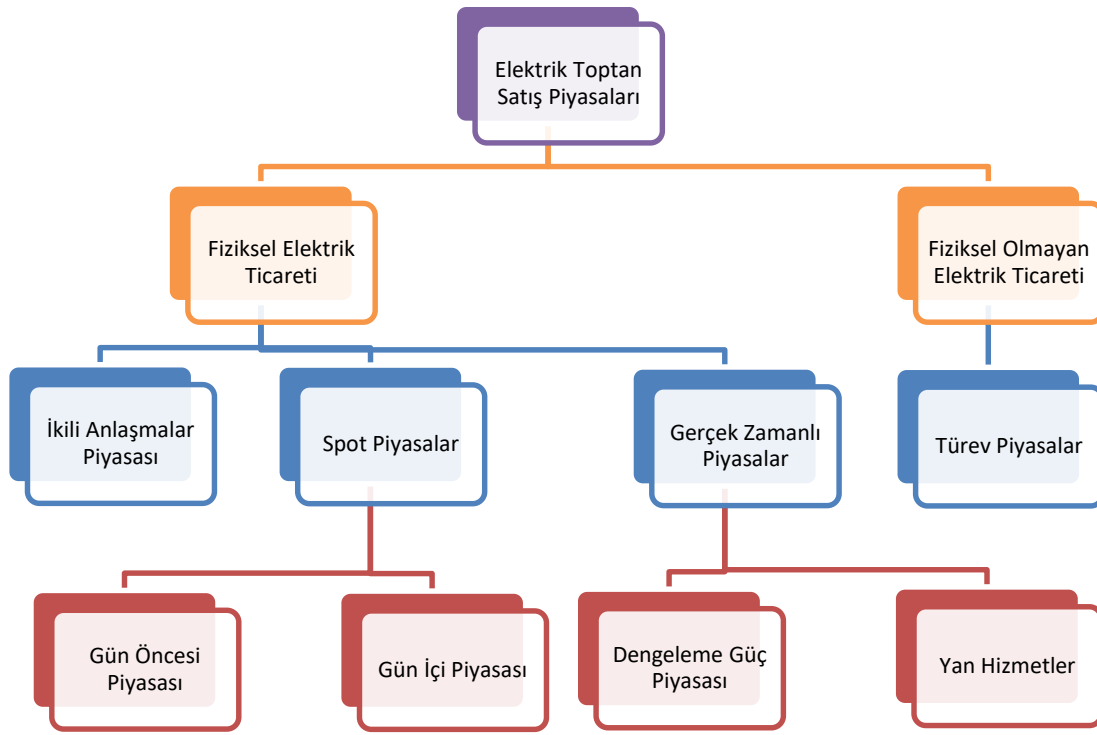 Elektrik Toptan
Satış Piyasaları
Fiziksel Elektrik
Ticareti
Fiziksel Olmayan
Elektrik Ticareti
İkili Anlaşmalar
Piyasası
Spot Piyasalar
Gerçek Zamanlı
Piyasalar
Türev Piyasalar
Gün Öncesi
Piyasası
Gün İçi Piyasası
Dengeleme Güç
Piyasası
Yan Hizmetler